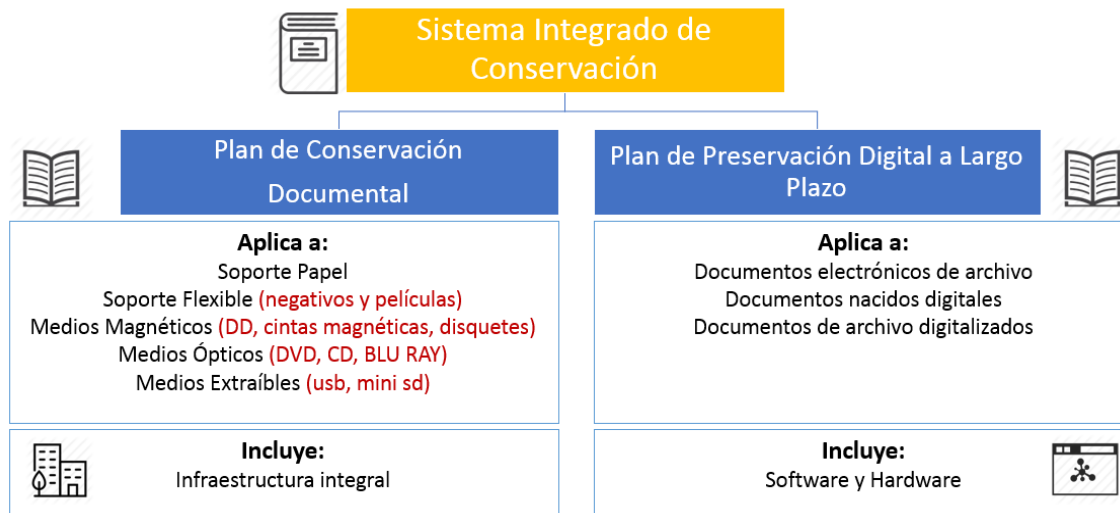 Sistema Integrado de
Conservación
Plan de Conservación
Documental
Aplica a:
Soporte Papel
Soporte Flexible (negativos y películas)
Medios Magnéticos (DD, cintas magnéticas, disquetes)
Medios Ópticos (DVD, CD, BLU RAY)
Medios Extraíbles (usb, mini sd)
Incluye:
Infraestructura integral
Plan de Preservación Digital a Largo
Plazo
Aplica a:
Documentos electrónicos de archivo
Documentos nacidos digitales
Documentos de archivo digitalizados
Incluye:
Software y Hardware